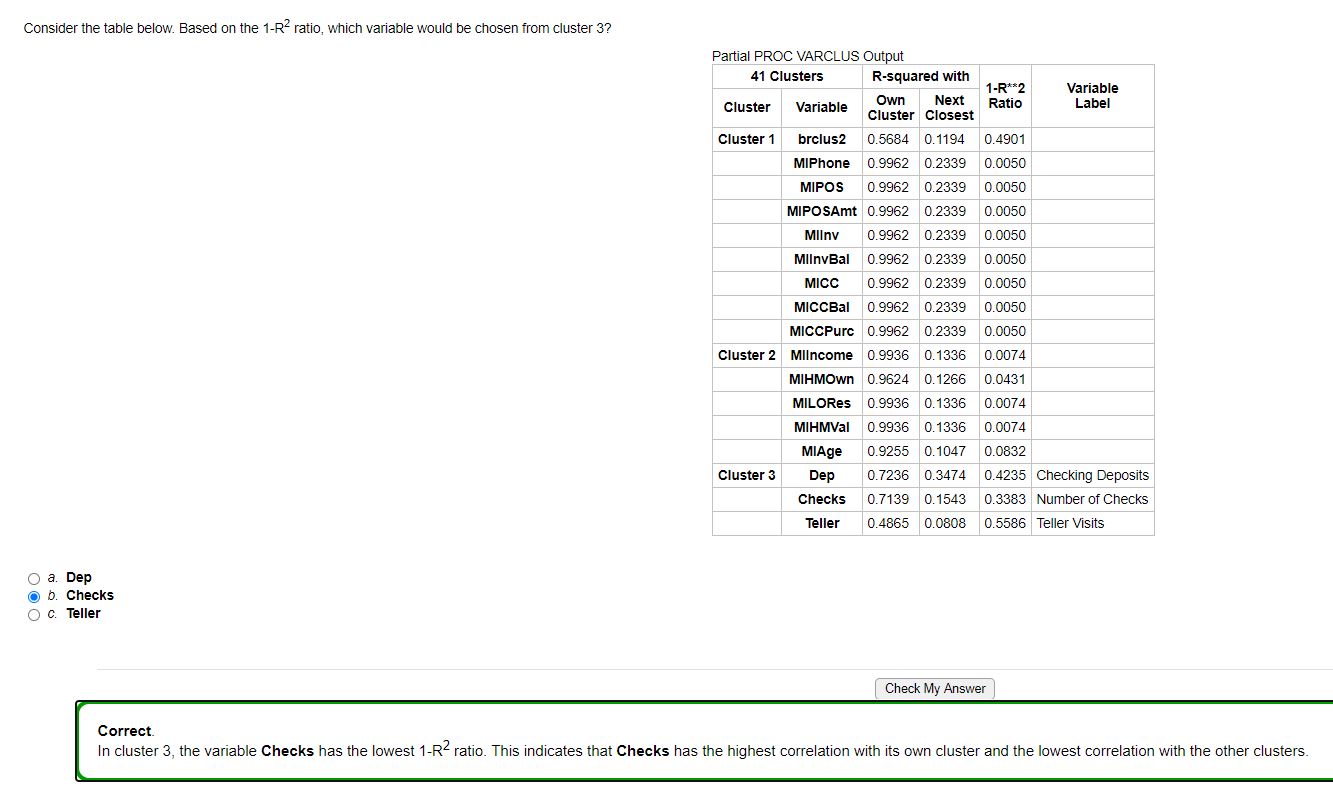 Consider the table below. Based on the 1-R² ratio, which variable would be chosen from cluster 3?
Partial PROC VARCLUS Output
41 Clusters R-squared with 1-R**2 Ratio Variable Label
Cluster Variable Own Cluster Next Closest
Cluster 1 brclus2 0.5684 0.1194 0.4901
MIPhone 0.9962 0.2339 0.0050
MIPOS 0.9962 0.2339 0.0050
MIPOSAmt 0.9962 0.2339 0.0050
MIInv 0.9962 0.2339 0.0050
MIInvBal 0.9962 0.2339 0.0050
MICC 0.9962 0.2339 0.0050
MICCBal 0.9962 0.2339 0.0050
MICCPurc 0.9962 0.2339 0.0050
Cluster 2 MIIncome 0.9936 0.1336 0.0074
MIHMOwn 0.9624 0.1266 0.0431
MILORes 0.9936 0.1336 0.0074
MIHMVal 0.9936 0.1336 0.0074
MIAge 0.9255 0.1047 0.0832
Cluster 3 Dep 0.7236 0.3474 0.4235 Checking Deposits
Checks 0.7139 0.1543 0.3383 Number of Checks
Teller 0.4865 0.0808 0.5586 Teller Visits
a. Dep
b. Checks
c. Teller
Check My Answer
Correct.
In cluster 3, the variable Checks has the lowest 1-R² ratio. This indicates that Checks has the highest correlation with its own cluster and the lowest correlation with the other clusters.